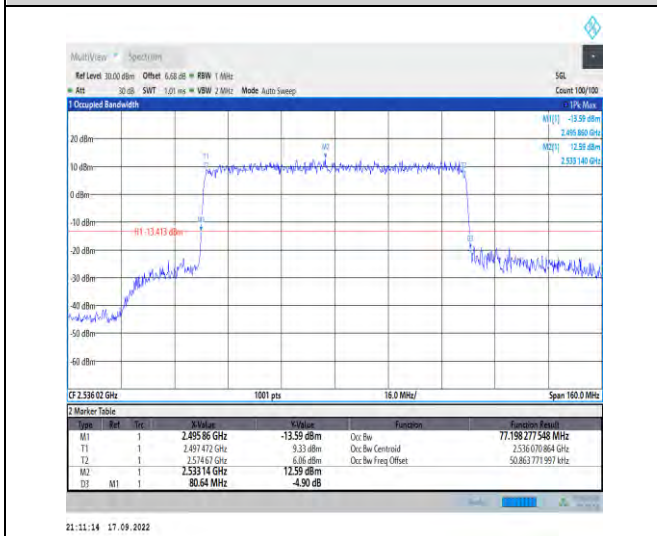 MultiView Spectrum
Ref Level 30.00 dBm Offset 6.68 dB RBW 1 MHz SGL
Att 30 dB SWT 1.01 ms VBW 2 MHz Mode Auto Sweep Count 100/100
1 Occupied Bandwidth 1Pk Max
M1[1] -13.59 dBm
2.495 860 GHz
20 dBm
M2[1] 12.59 dBm
2.533 140 GHz
M2
T1
10 dBm
0 dBm
M1
-10 dBm
H1 -13.413 dBm
D3
-20 dBm
-30 dBm
-40 dBm
-50 dBm
-60 dBm
CF 2.536 02 GHz 1001 pts 16.0 MHz/ Span 160.0 MHz
2 Marker Table
Type Ref Trc X-Value Y-Value Function Function Result
M1 1 2.495 86 GHz -13.59 dBm Occ Bw 77.198 277 548 MHz
T1 1 2.497 472 GHz 9.33 dBm Occ Bw Centroid 2.536 070 864 GHz
T2 1 2.574 67 GHz 6.06 dBm Occ Bw Freq Offset 50.863 771 997 kHz
M2 1 2.533 14 GHz 12.59 dBm
D3 M1 1 80.64 MHz -4.90 dB
21:11:14 17.09.2022